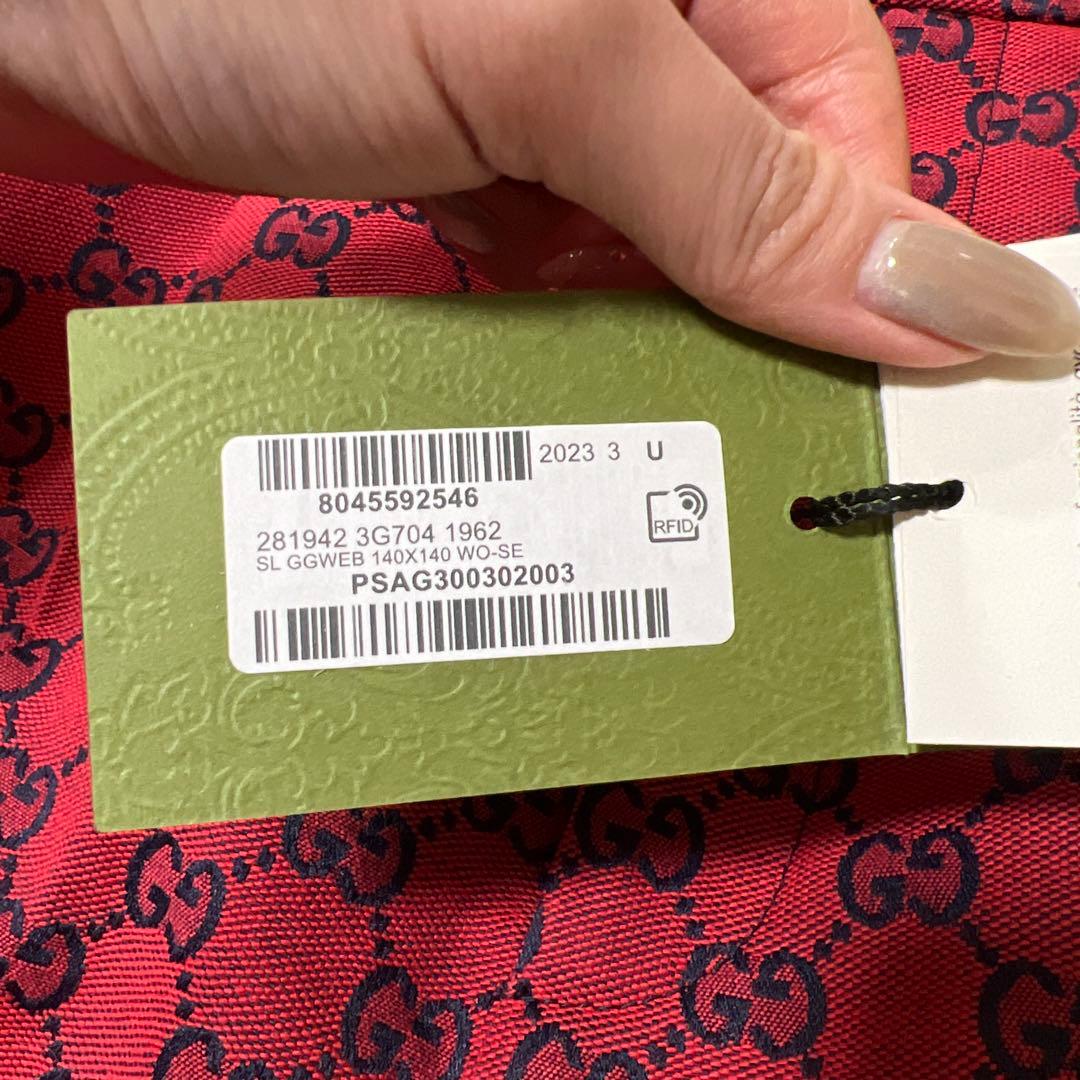 2023 3 U
8045592546
RFID
281942 3G704 1962
SL GGWEB 140X140 WO-SE
PSAG300302003